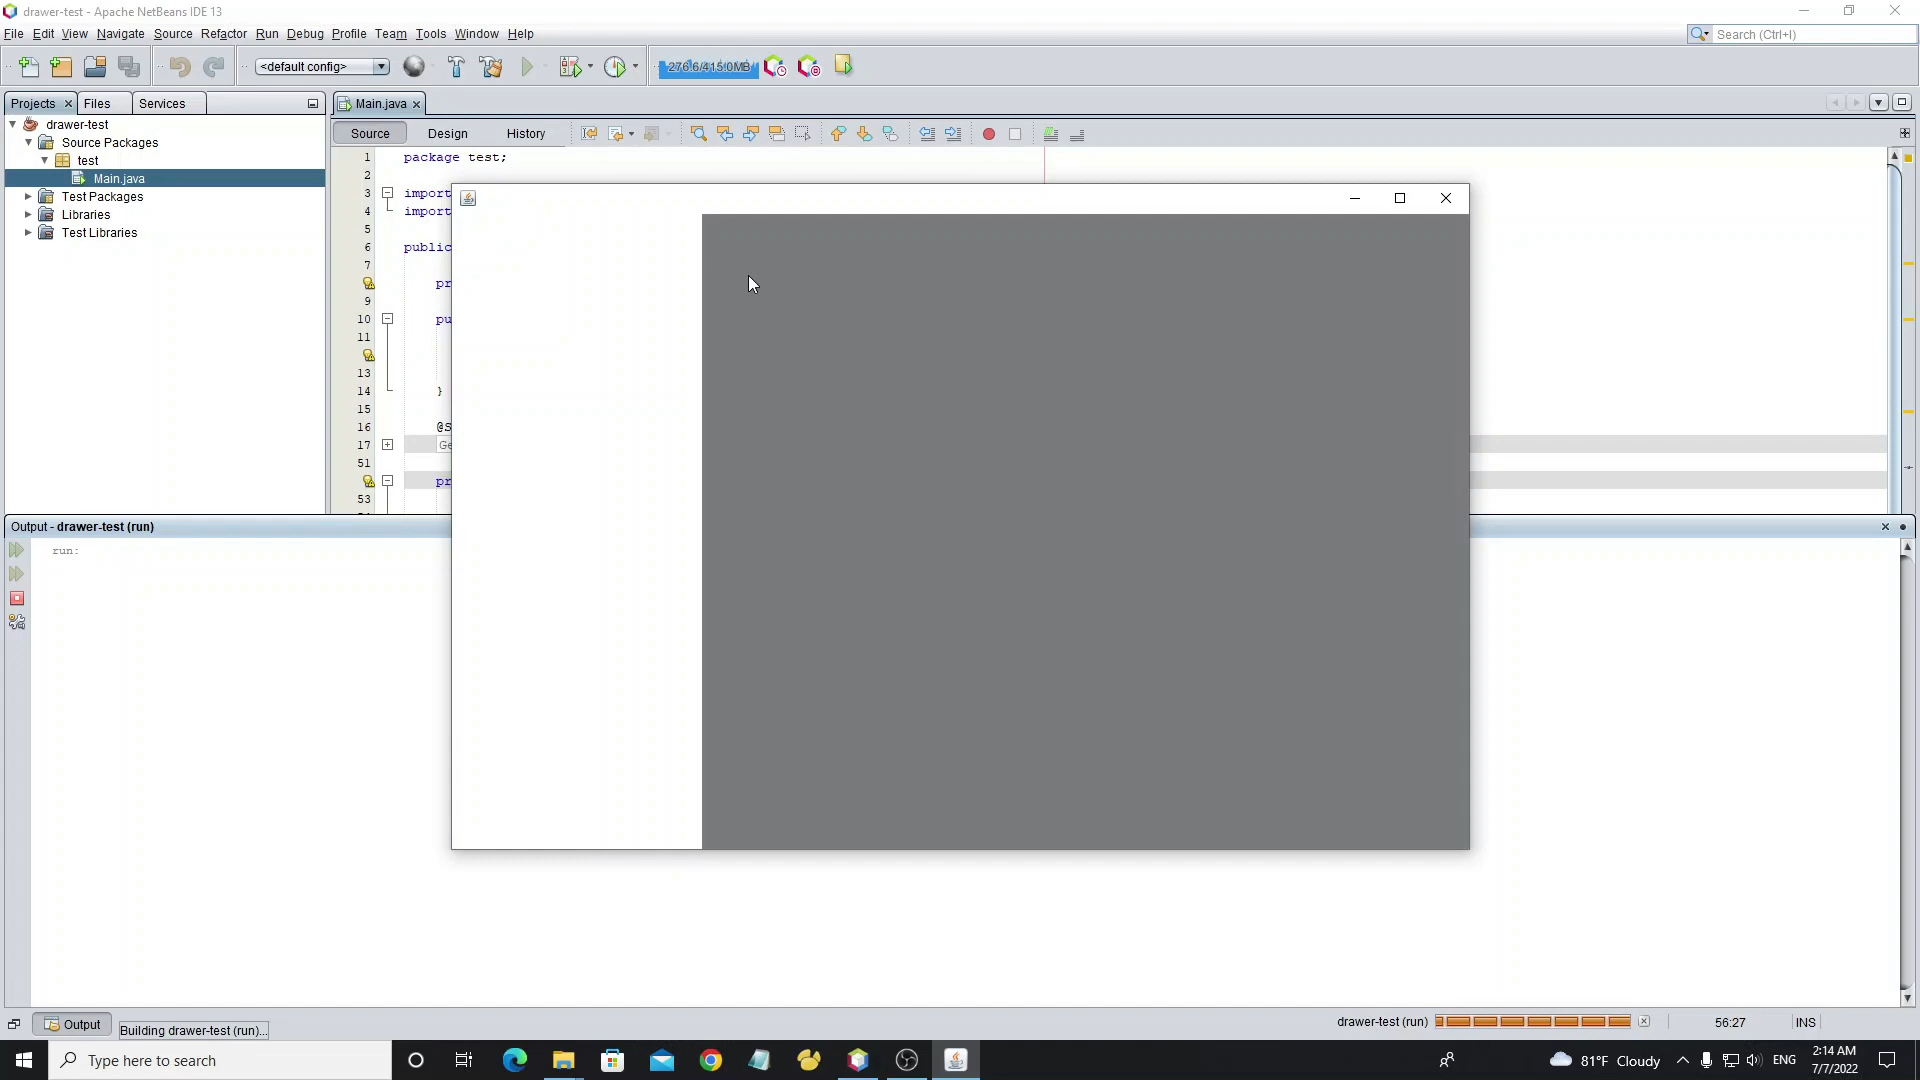 drawer-test - Apache NetBeans IDE 13
File Edit View Navigate Source Refactor Run Debug Profile Team Tools Window Help
Search (Ctrl+I)
<default config>
276.6/415.0MB
Projects Files Services
Main.java
drawer-test
Source Packages
test
Main.java
Test Packages
Libraries
Test Libraries
Source Design History
1 package test;
2
3 import
4 import
5
6 public
7
pr
9
10 pu
11
13
14 }
15
16 @S
17 Ge
51
pr
53
Output - drawer-test (run)
run:
Output
Building drawer-test (run)...
drawer-test (run)
56:27
INS
Type here to search
81°F Cloudy
ENG
2:14 AM
7/7/2022